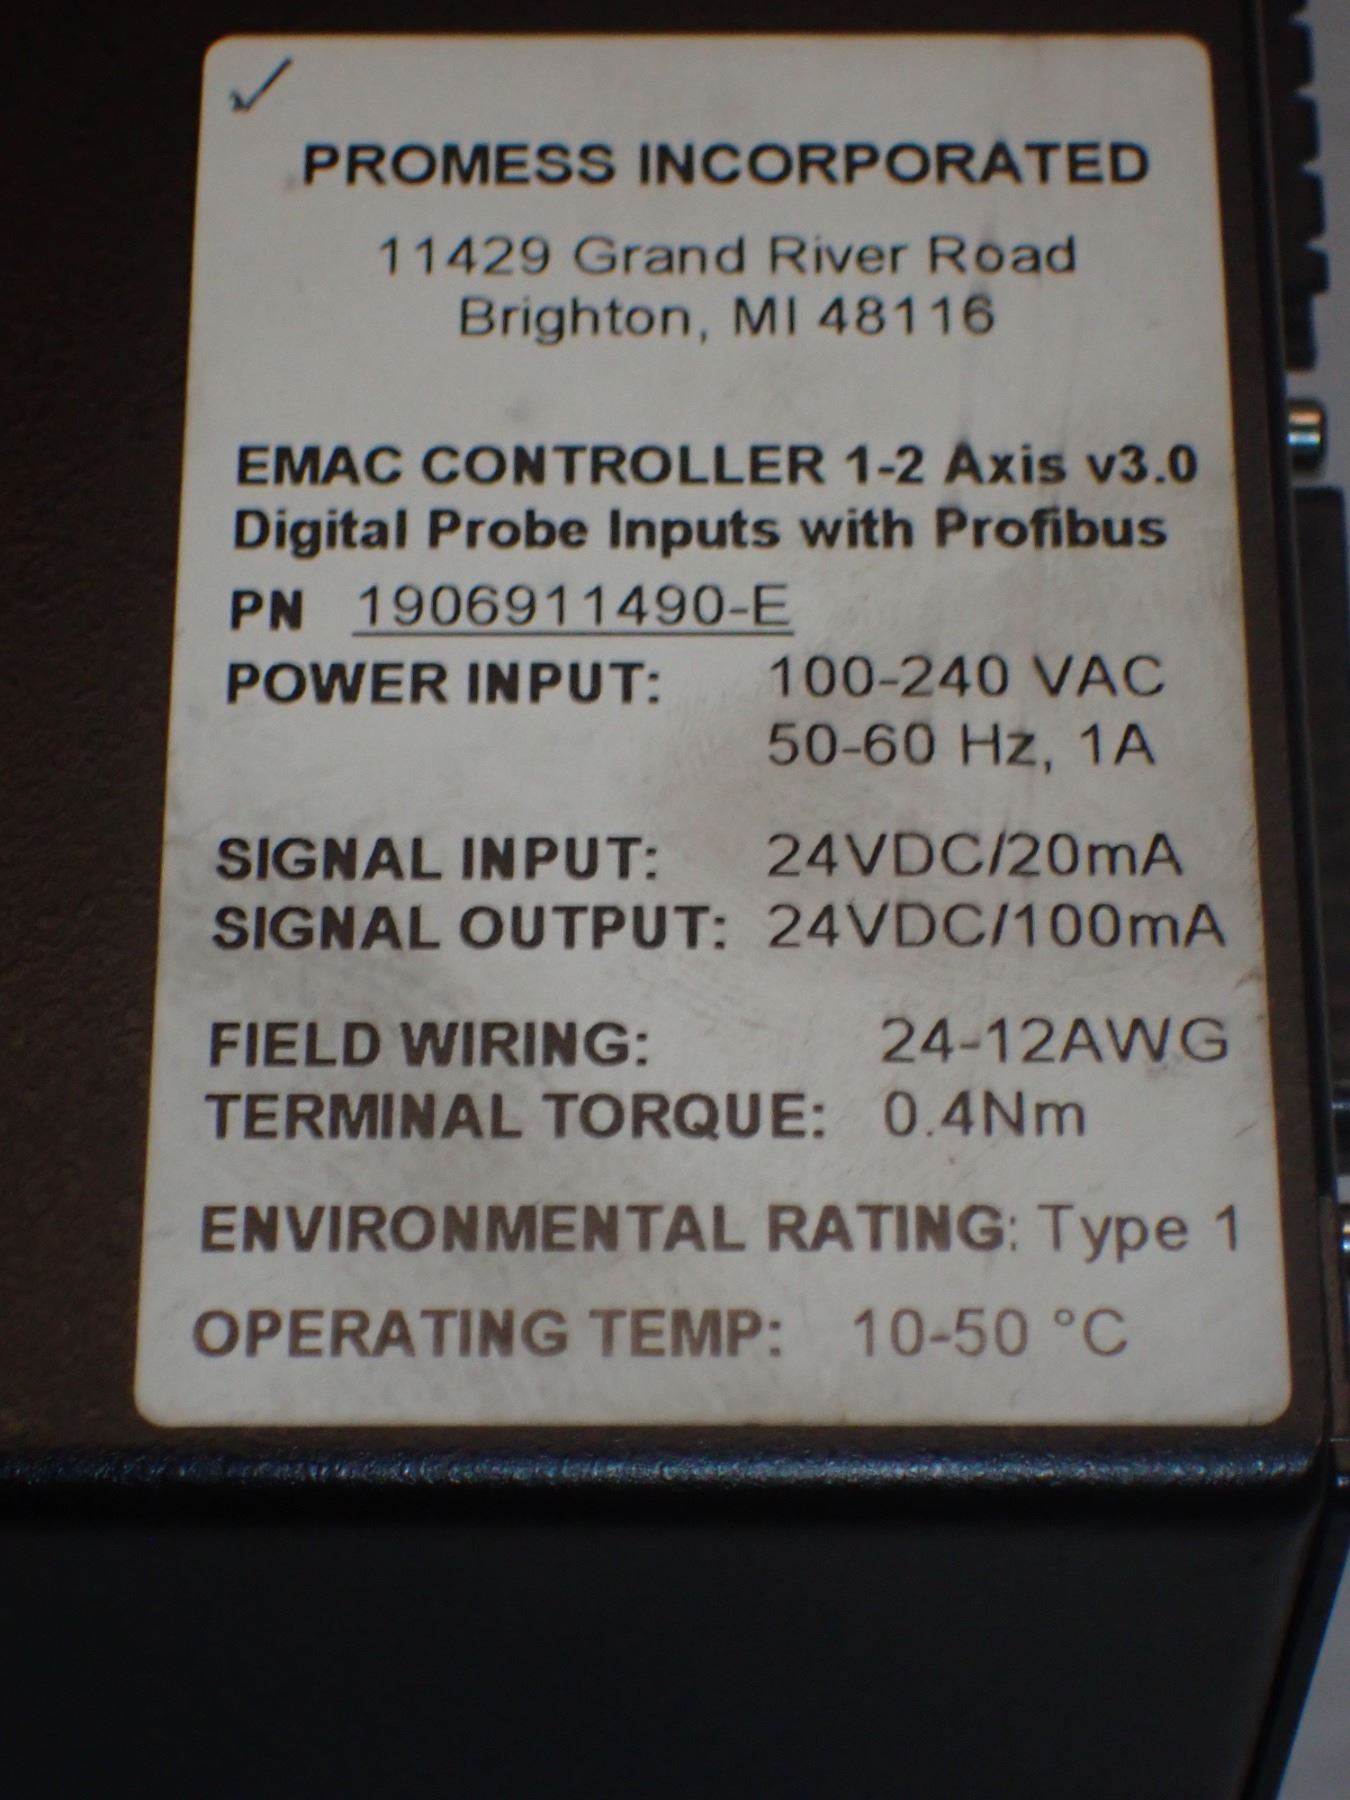 PROMESS INCORPORATED
11429 Grand River Road
Brighton, MI 48116
EMAC CONTROLLER 1-2 Axis v3.0
Digital Probe Inputs with Profibus
PN 1906911490-E
POWER INPUT: 100-240 VAC
50-60 Hz, 1A
SIGNAL INPUT: 24VDC/20mA
SIGNAL OUTPUT: 24VDC/100mA
FIELD WIRING: 24-12AWG
TERMINAL TORQUE: 0.4Nm
ENVIRONMENTAL RATING: Type 1
OPERATING TEMP: 10-50 °C